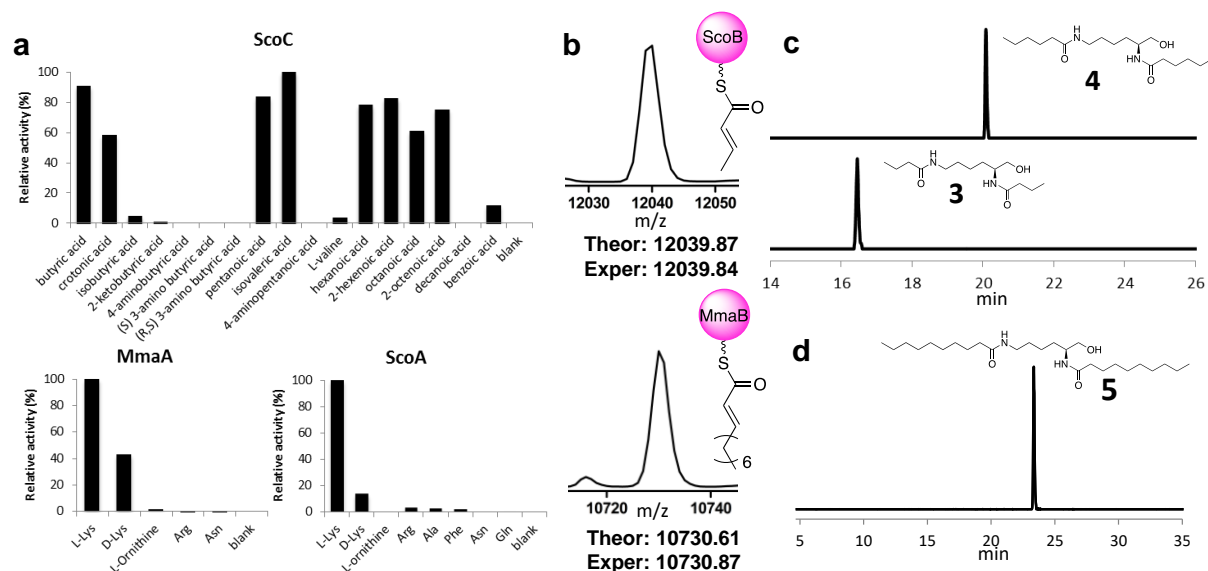 a
ScoC
Relative activity (%)
100
80
60
40
20
0
butyric acid
crotonic acid
isobutyric acid
2-ketobutyric acid
4-aminobutyric acid
(S) 3-amino butyric acid
(R,S) 3-amino butyric acid
pentanoic acid
isovaleric acid
4-aminopentanoic acid
L-valine
hexanoic acid
2-hexenoic acid
octanoic acid
2-octenoic acid
decanoic acid
benzoic acid
blank
MmaA
Relative activity (%)
100
80
60
40
20
0
L-Lys
D-Lys
L-Ornithine
Arg
Asn
blank
ScoA
Relative activity (%)
100
80
60
40
20
0
L-Lys
D-Lys
L-ornithine
Arg
Ala
Phe
Asn
Gln
blank
b
ScoB
S
O
12030 12040 12050
m/z
Theor: 12039.87
Exper: 12039.84
MmaB
S
O
6
10720 10740
m/z
Theor: 10730.61
Exper: 10730.87
c
H
N
O
OH
HN
O
4
H
N
O
OH
HN
O
3
14 16 18 20 22 24 26
min
d
H
N
O
OH
HN
O
5
5 10 15 20 25 30 35
min